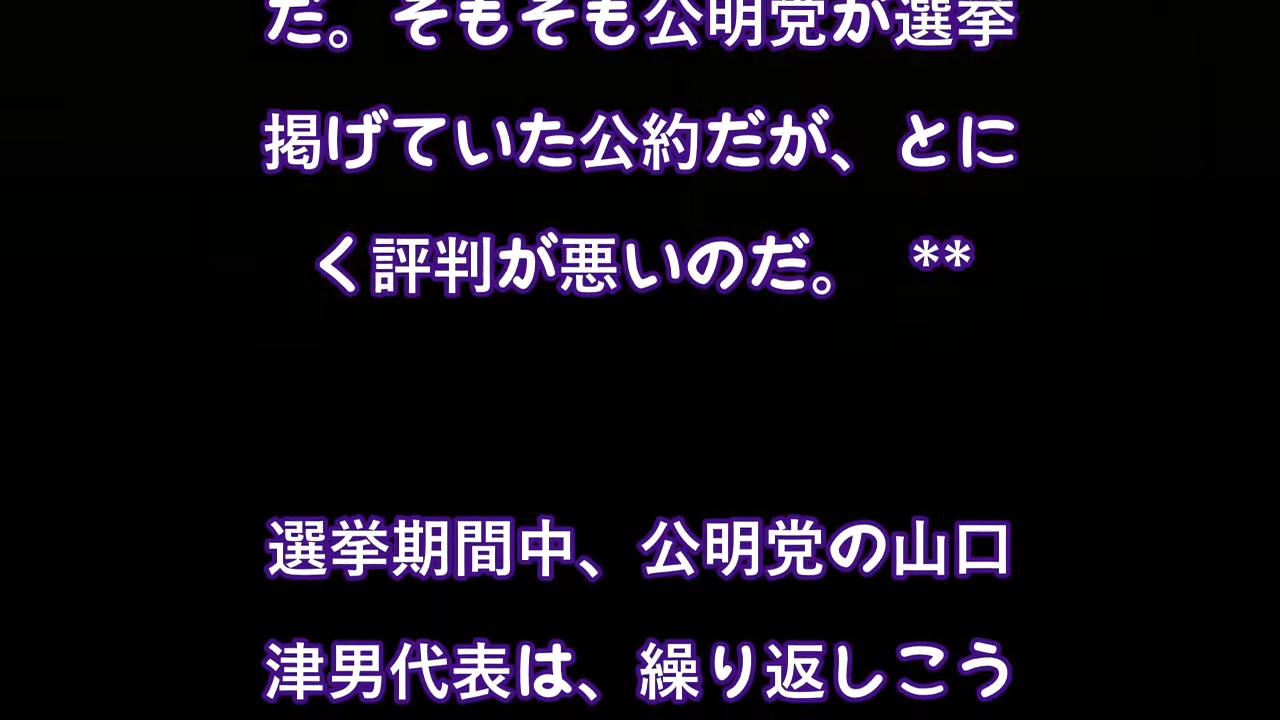 だ。そもそも公明党が選挙
掲げていた公約だが、とに
く評判が悪いのだ。　**
選挙期間中、公明党の山口
津男代表は、繰り返しこう